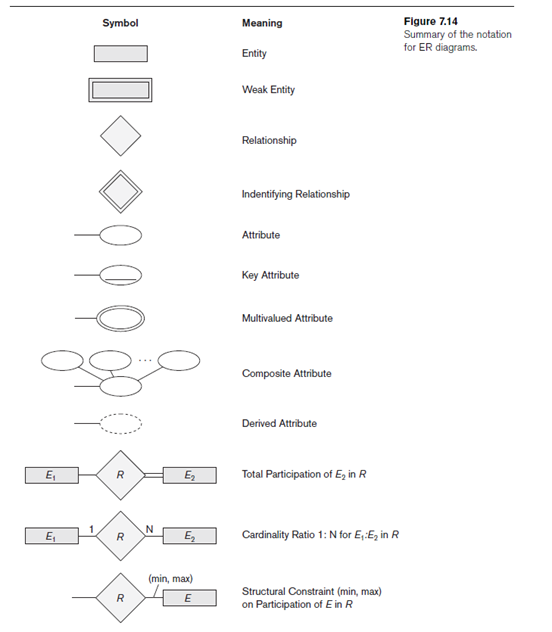 Symbol Meaning
Figure 7.14
Summary of the notation
for ER diagrams.
Entity
Weak Entity
Relationship
Indentifying Relationship
Attribute
Key Attribute
Multivalued Attribute
. . .
Composite Attribute
Derived Attribute
E1 R E2 Total Participation of E2 in R
E1 1 R N E2 Cardinality Ratio 1: N for E1:E2 in R
(min, max)
R E Structural Constraint (min, max)
on Participation of E in R